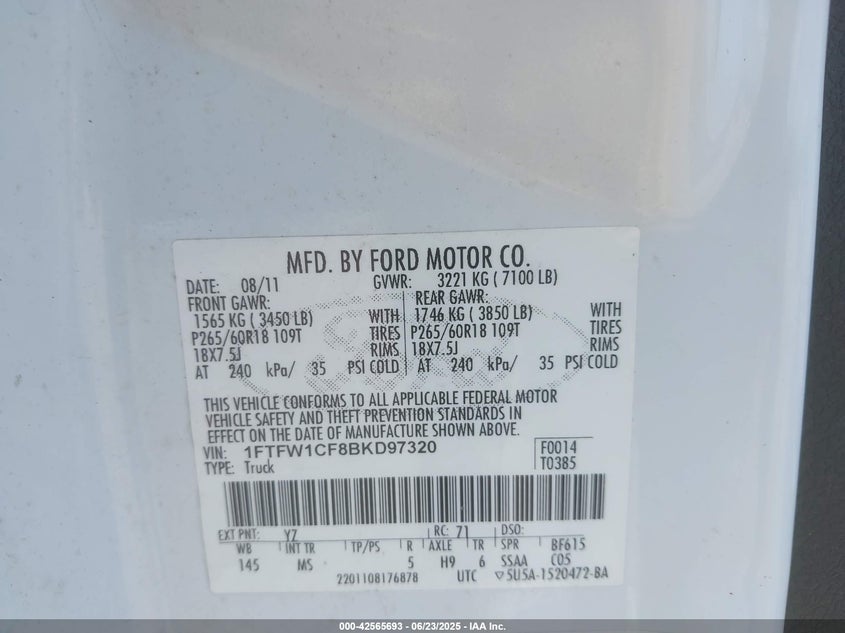 MFD. BY FORD MOTOR CO.
DATE: 08/11 GVWR: 3221 KG ( 7100 LB)
FRONT GAWR: REAR GAWR:
1565 KG ( 3450 LB) WITH 1746 KG ( 3850 LB) WITH
P265/60R18 109T TIRES P265/60R18 109T TIRES
18X7.5J RIMS 18X7.5J RIMS
AT 240 kPa/ 35 PSI COLD AT 240 kPa/ 35 PSI COLD
THIS VEHICLE CONFORMS TO ALL APPLICABLE FEDERAL MOTOR
VEHICLE SAFETY AND THEFT PREVENTION STANDARDS IN
EFFECT ON THE DATE OF MANUFACTURE SHOWN ABOVE.
VIN: 1FTFW1CF8BKD97320 F0014
TYPE: Truck T0385
EXT PNT: YZ RC: 71 DSO:
WB INT TR TP/PS R AXLE TR SPR BF615
145 MS 5 H9 6 SSAA C05
2201108176878 UTC ▽5U5A-1520472-BA
000-42565693 - 06/23/2025 - IAA Inc.